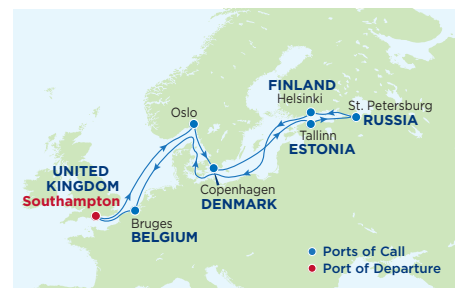 FINLAND
Helsinki
St. Petersburg
RUSSIA
Oslo
Tallinn
ESTONIA
UNITED
KINGDOM
Southampton
Copenhagen
DENMARK
Bruges
BELGIUM
Ports of Call
Port of Departure